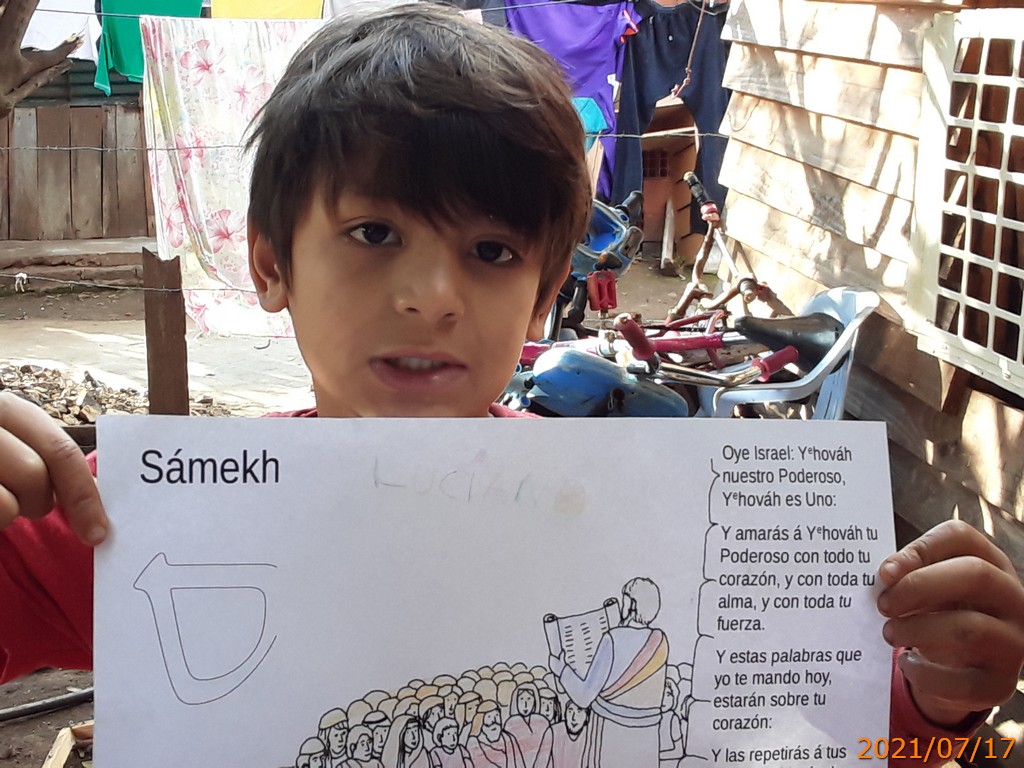 Sámekh
LUCIANO
Oye Israel: Yᵉhováh
nuestro Poderoso,
Yᵉhováh es Uno:
Y amarás á Yᵉhováh tu
Poderoso con todo tu
corazón, y con toda tu
alma, y con toda tu
fuerza.
Y estas palabras que
yo te mando hoy,
estarán sobre tu
corazón:
Y las repetirás á tus
2021/07/17